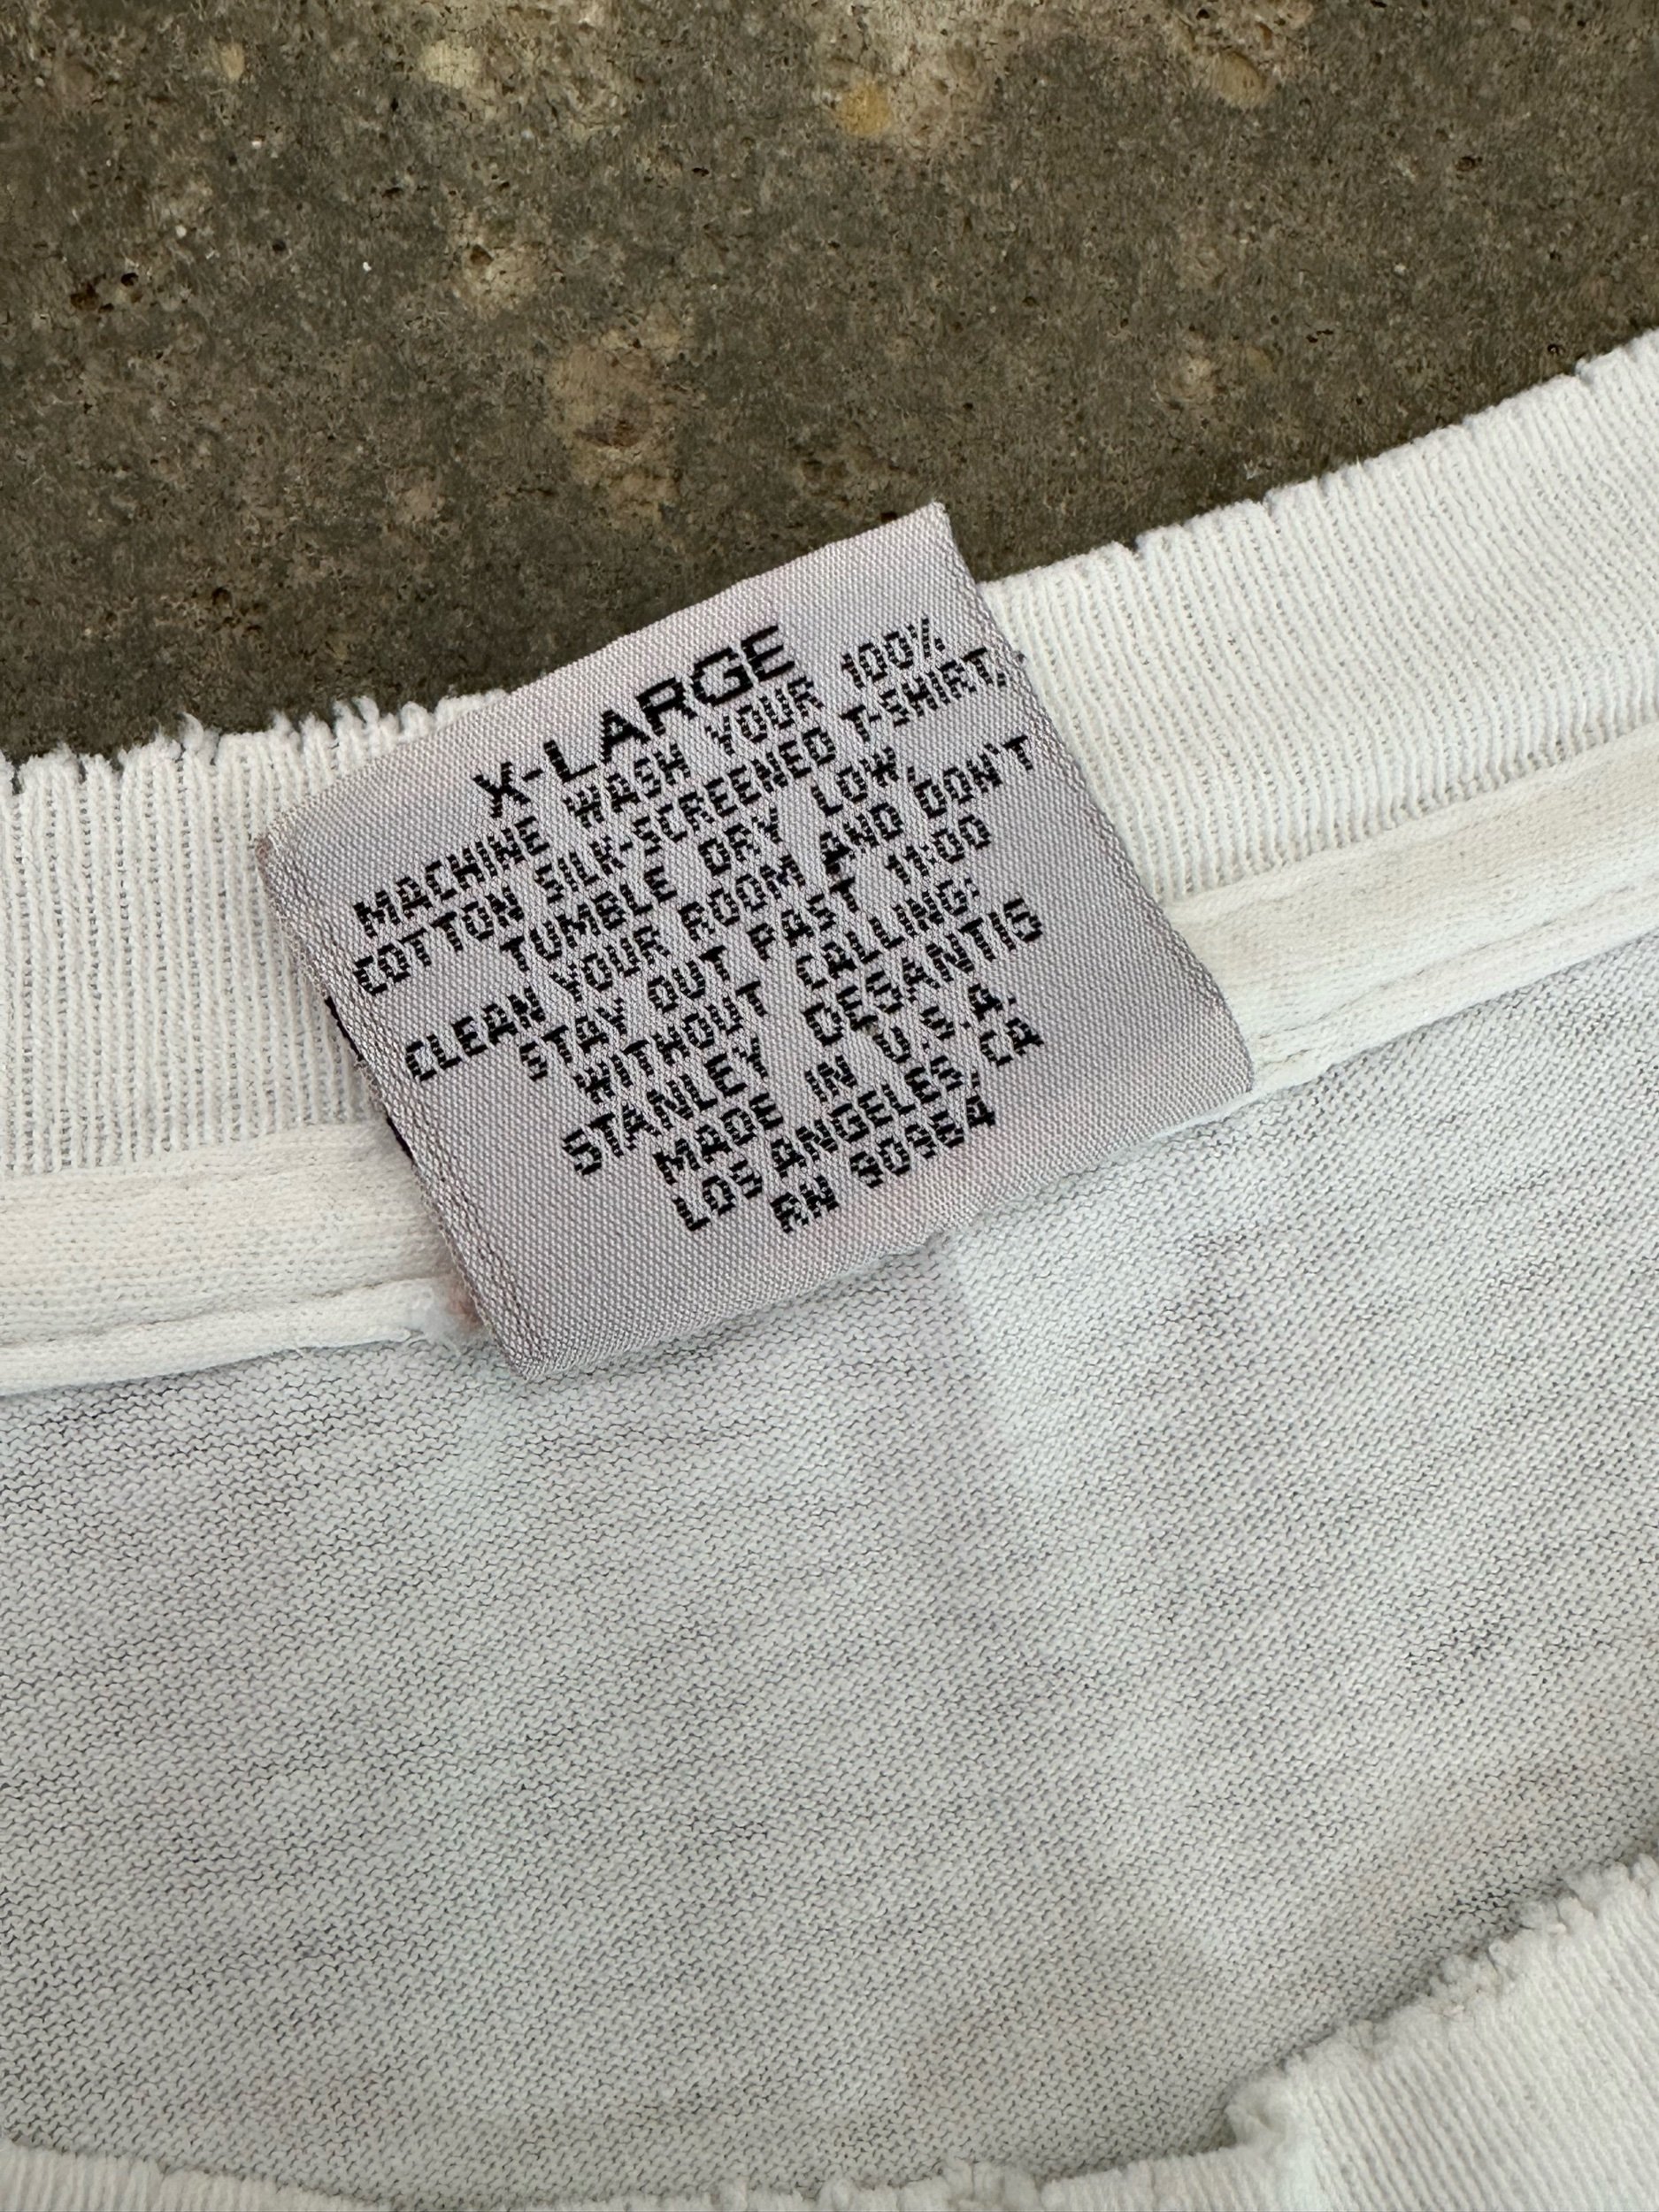 X-LARGE
MACHINE WASH YOUR 100%
COTTON SILK-SCREENED T-SHIRT,
TUMBLE DRY LOW,
CLEAN YOUR ROOM AND DON'T
STAY OUT PAST 11:00
WITHOUT CALLING:
STANLEY DESANTIS
MADE IN U.S.A.
LOS ANGELES, CA
RN 90964